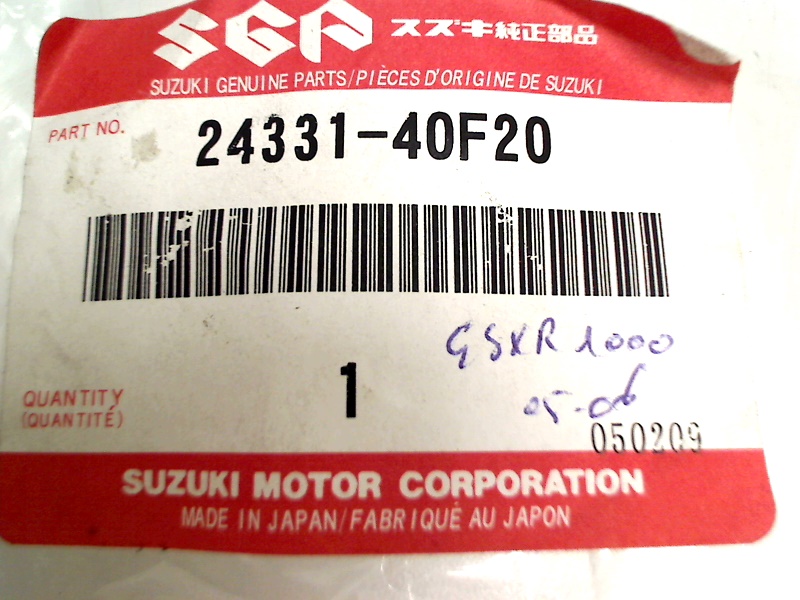 SGP スズキ純正部品
SUZUKI GENUINE PARTS/PIÈCES D'ORIGINE DE SUZUKI
PART NO. 24331-40F20
GSXR 1000
QUANTITY
(QUANTITÉ)
1
05-06
050209
SUZUKI MOTOR CORPORATION
MADE IN JAPAN/FABRIQUÉ AU JAPON